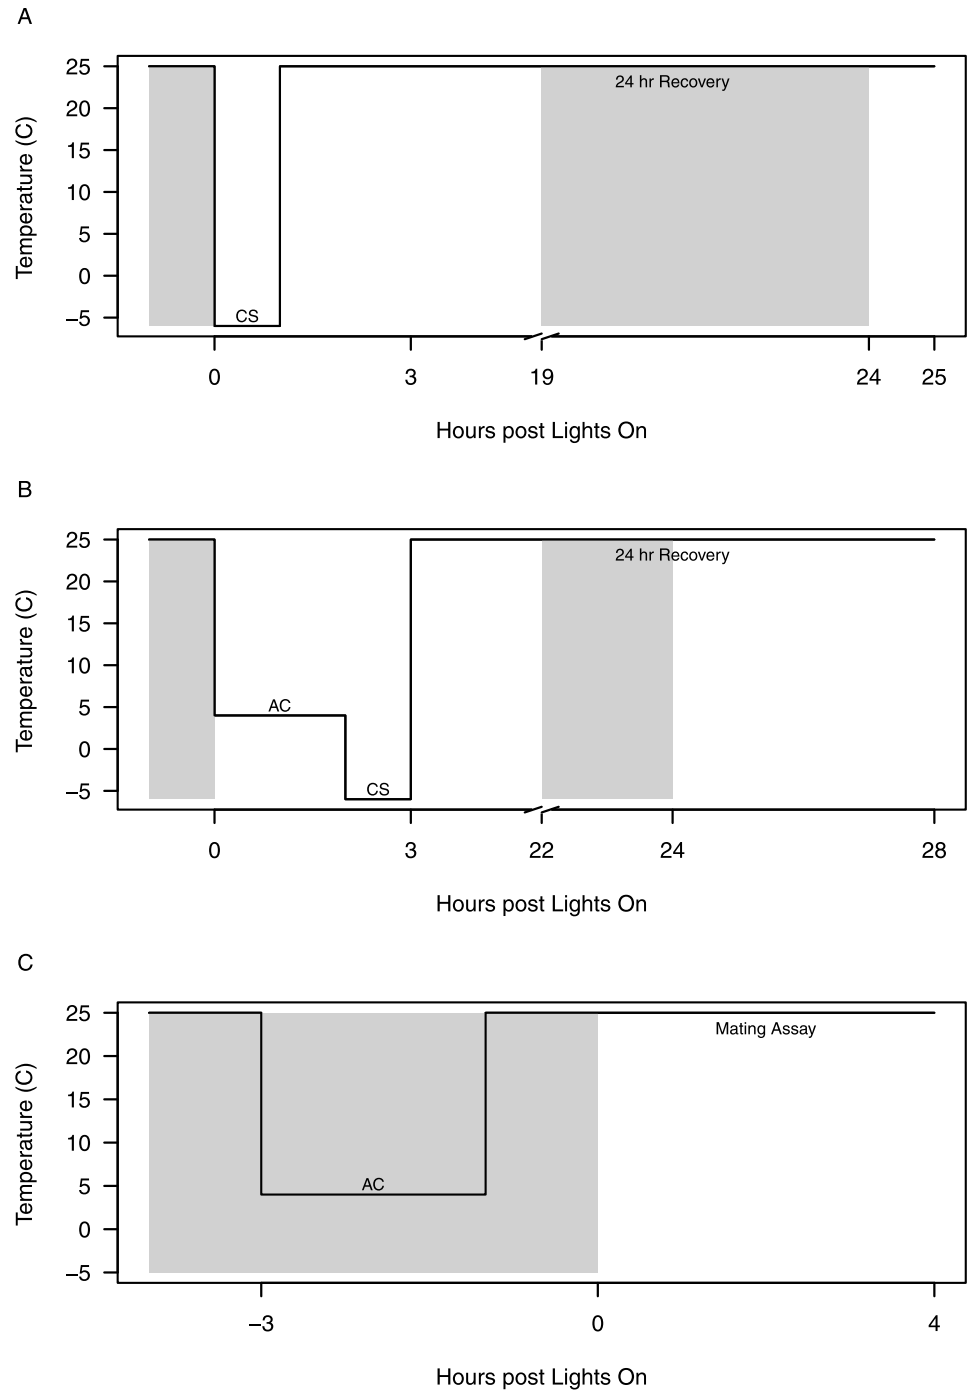 A
Temperature (C)
25
20
15
10
5
0
−5
24 hr Recovery
CS
0 3 19 24 25
Hours post Lights On
B
Temperature (C)
25
20
15
10
5
0
−5
24 hr Recovery
AC
CS
0 3 22 24 28
Hours post Lights On
C
Temperature (C)
25
20
15
10
5
0
−5
Mating Assay
AC
−3 0 4
Hours post Lights On